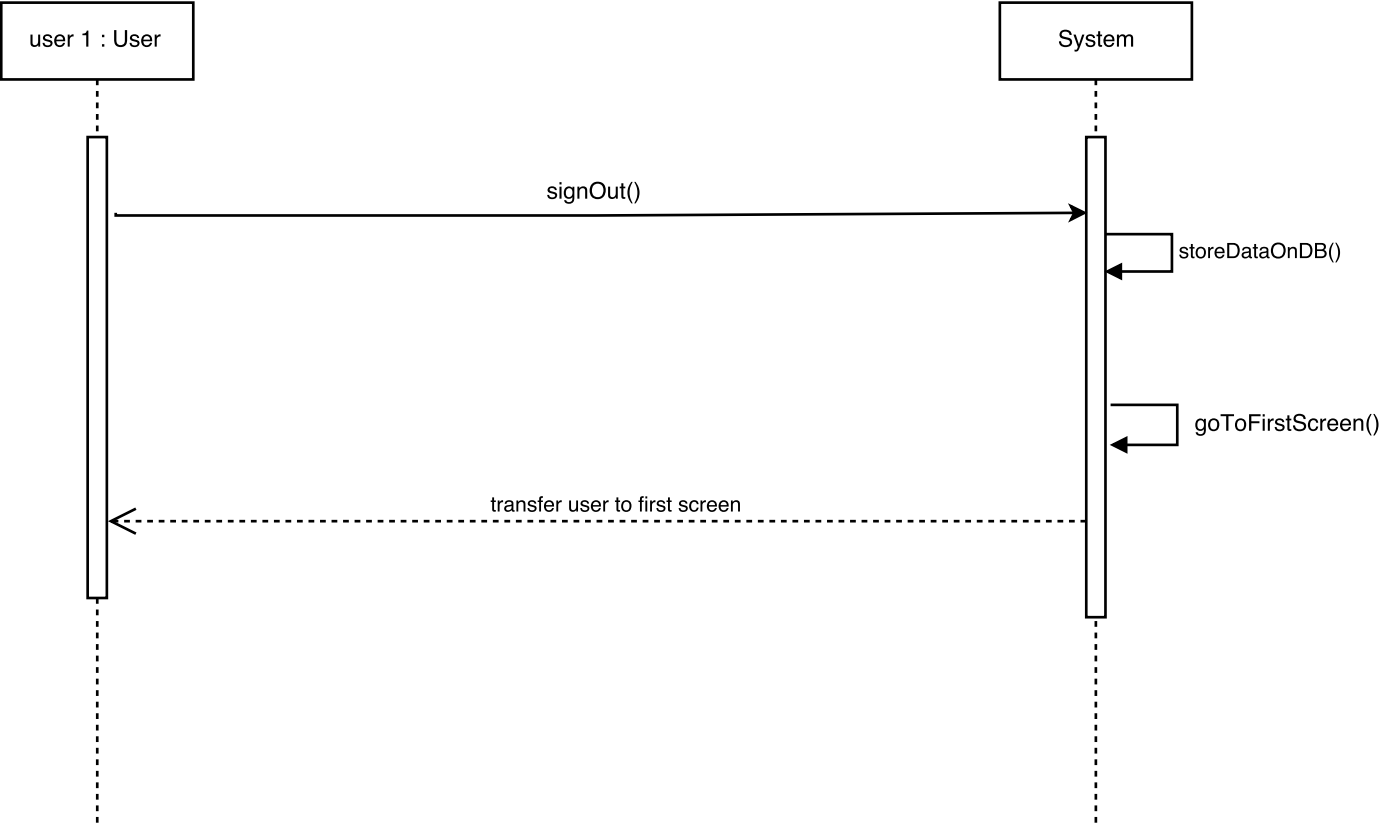 user 1 : User
System
signOut()
storeDataOnDB()
goToFirstScreen()
transfer user to first screen